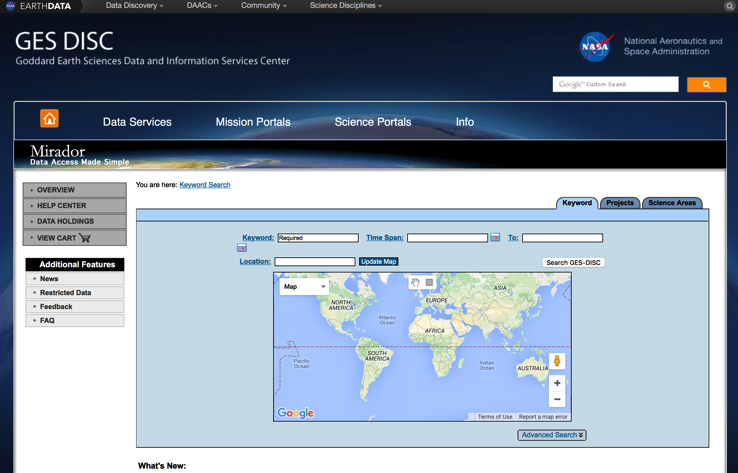 EARTHDATA Data Discovery DAACs Community Science Disciplines
GES DISC
Goddard Earth Sciences Data and Information Services Center
NASA
National Aeronautics and
Space Administration
Google™ Custom Search
Data Services Mission Portals Science Portals Info
Mirador
Data Access Made Simple
You are here: Keyword Search
OVERVIEW
HELP CENTER
DATA HOLDINGS
VIEW CART
Additional Features
News
Restricted Data
Feedback
FAQ
Keyword Projects Science Areas
Keyword: Required Time Span: To:
Location: Update Map Search GES-DISC
Map
NORTH
AMERICA
EUROPE
ASIA
Atlantic
Ocean
AFRICA
Pacific
Ocean
SOUTH
AMERICA
Indian
Ocean
AUSTRALIA
+
−
Google
Terms of Use Report a map error
Advanced Search
What's New: